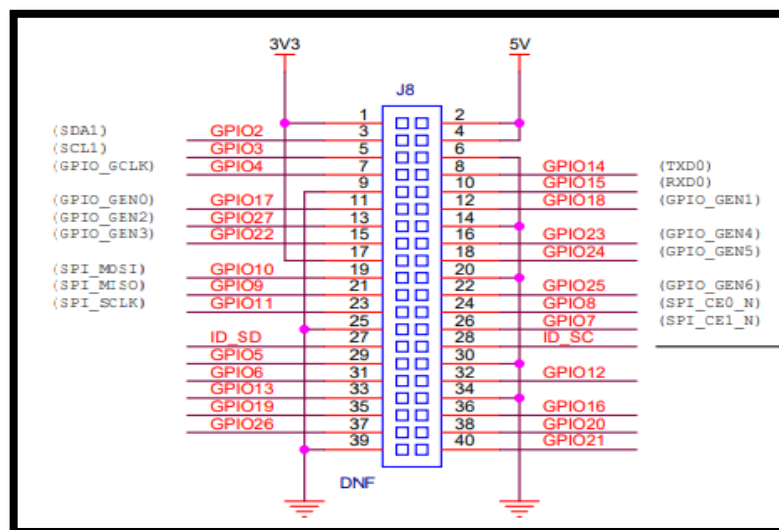 3V3 5V
J8
1 2
(SDA1) GPIO2 3 4
(SCL1) GPIO3 5 6
(GPIO_GCLK) GPIO4 7 8 GPIO14 (TXD0)
9 10 GPIO15 (RXD0)
(GPIO_GEN0) GPIO17 11 12 GPIO18 (GPIO_GEN1)
(GPIO_GEN2) GPIO27 13 14
(GPIO_GEN3) GPIO22 15 16 GPIO23 (GPIO_GEN4)
17 18 GPIO24 (GPIO_GEN5)
(SPI_MOSI) GPIO10 19 20
(SPI_MISO) GPIO9 21 22 GPIO25 (GPIO_GEN6)
(SPI_SCLK) GPIO11 23 24 GPIO8 (SPI_CE0_N)
25 26 GPIO7 (SPI_CE1_N)
ID_SD 27 28 ID_SC
GPIO5 29 30
GPIO6 31 32 GPIO12
GPIO13 33 34
GPIO19 35 36 GPIO16
GPIO26 37 38 GPIO20
39 40 GPIO21
DNF